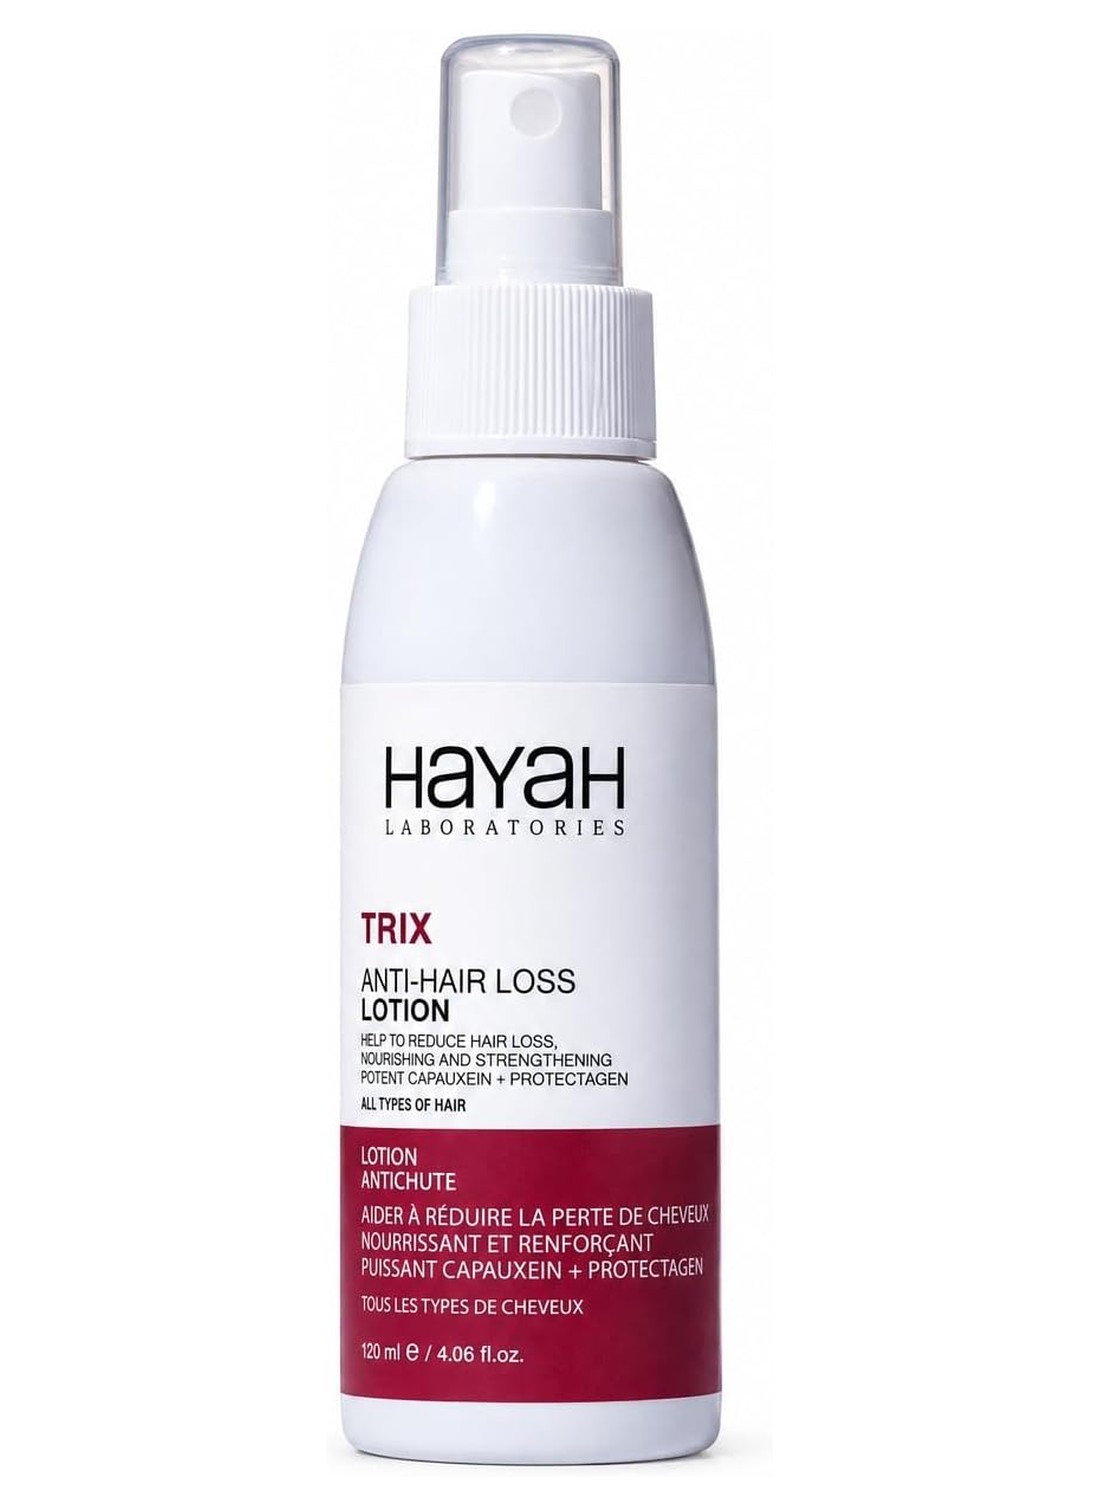 HaYaH
LABORATORIES
TRIX
ANTI-HAIR LOSS
LOTION
HELP TO REDUCE HAIR LOSS,
NOURISHING AND STRENGTHENING
POTENT CAPAUXEIN + PROTECTAGEN
ALL TYPES OF HAIR
LOTION
ANTICHUTE
AIDER À RÉDUIRE LA PERTE DE CHEVEUX
NOURRISSANT ET RENFORÇANT
PUISSANT CAPAUXEIN + PROTECTAGEN
TOUS LES TYPES DE CHEVEUX
120 ml ℮ / 4.06 fl.oz.